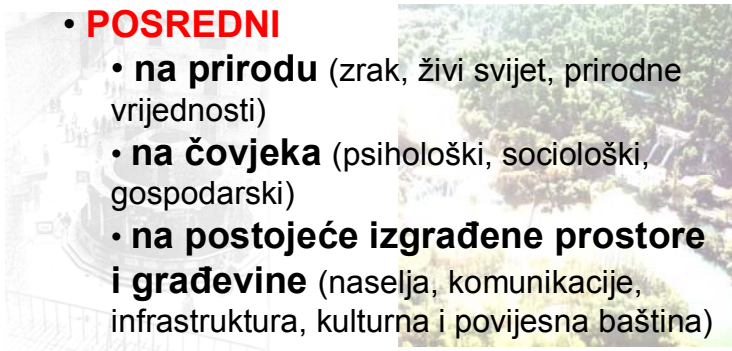 • POSREDNI
• na prirodu (zrak, živi svijet, prirodne
vrijednosti)
• na čovjeka (psihološki, sociološki,
gospodarski)
• na postojeće izgrađene prostore
i građevine (naselja, komunikacije,
infrastruktura, kulturna i povijesna baština)